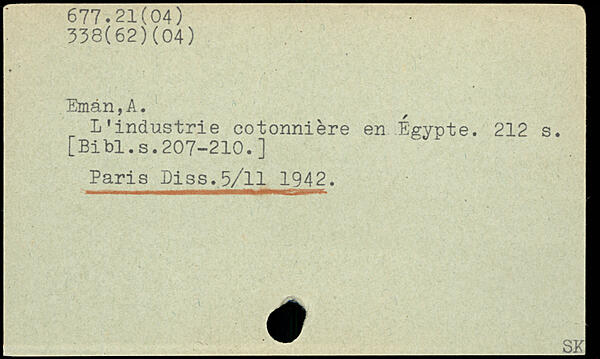 677.21(04)
338(62)(04)
Emán,A.
L'industrie cotonnière en Égypte. 212 s.
[Bibl.s.207-210.]
Paris Diss.5/11 1942.
SK